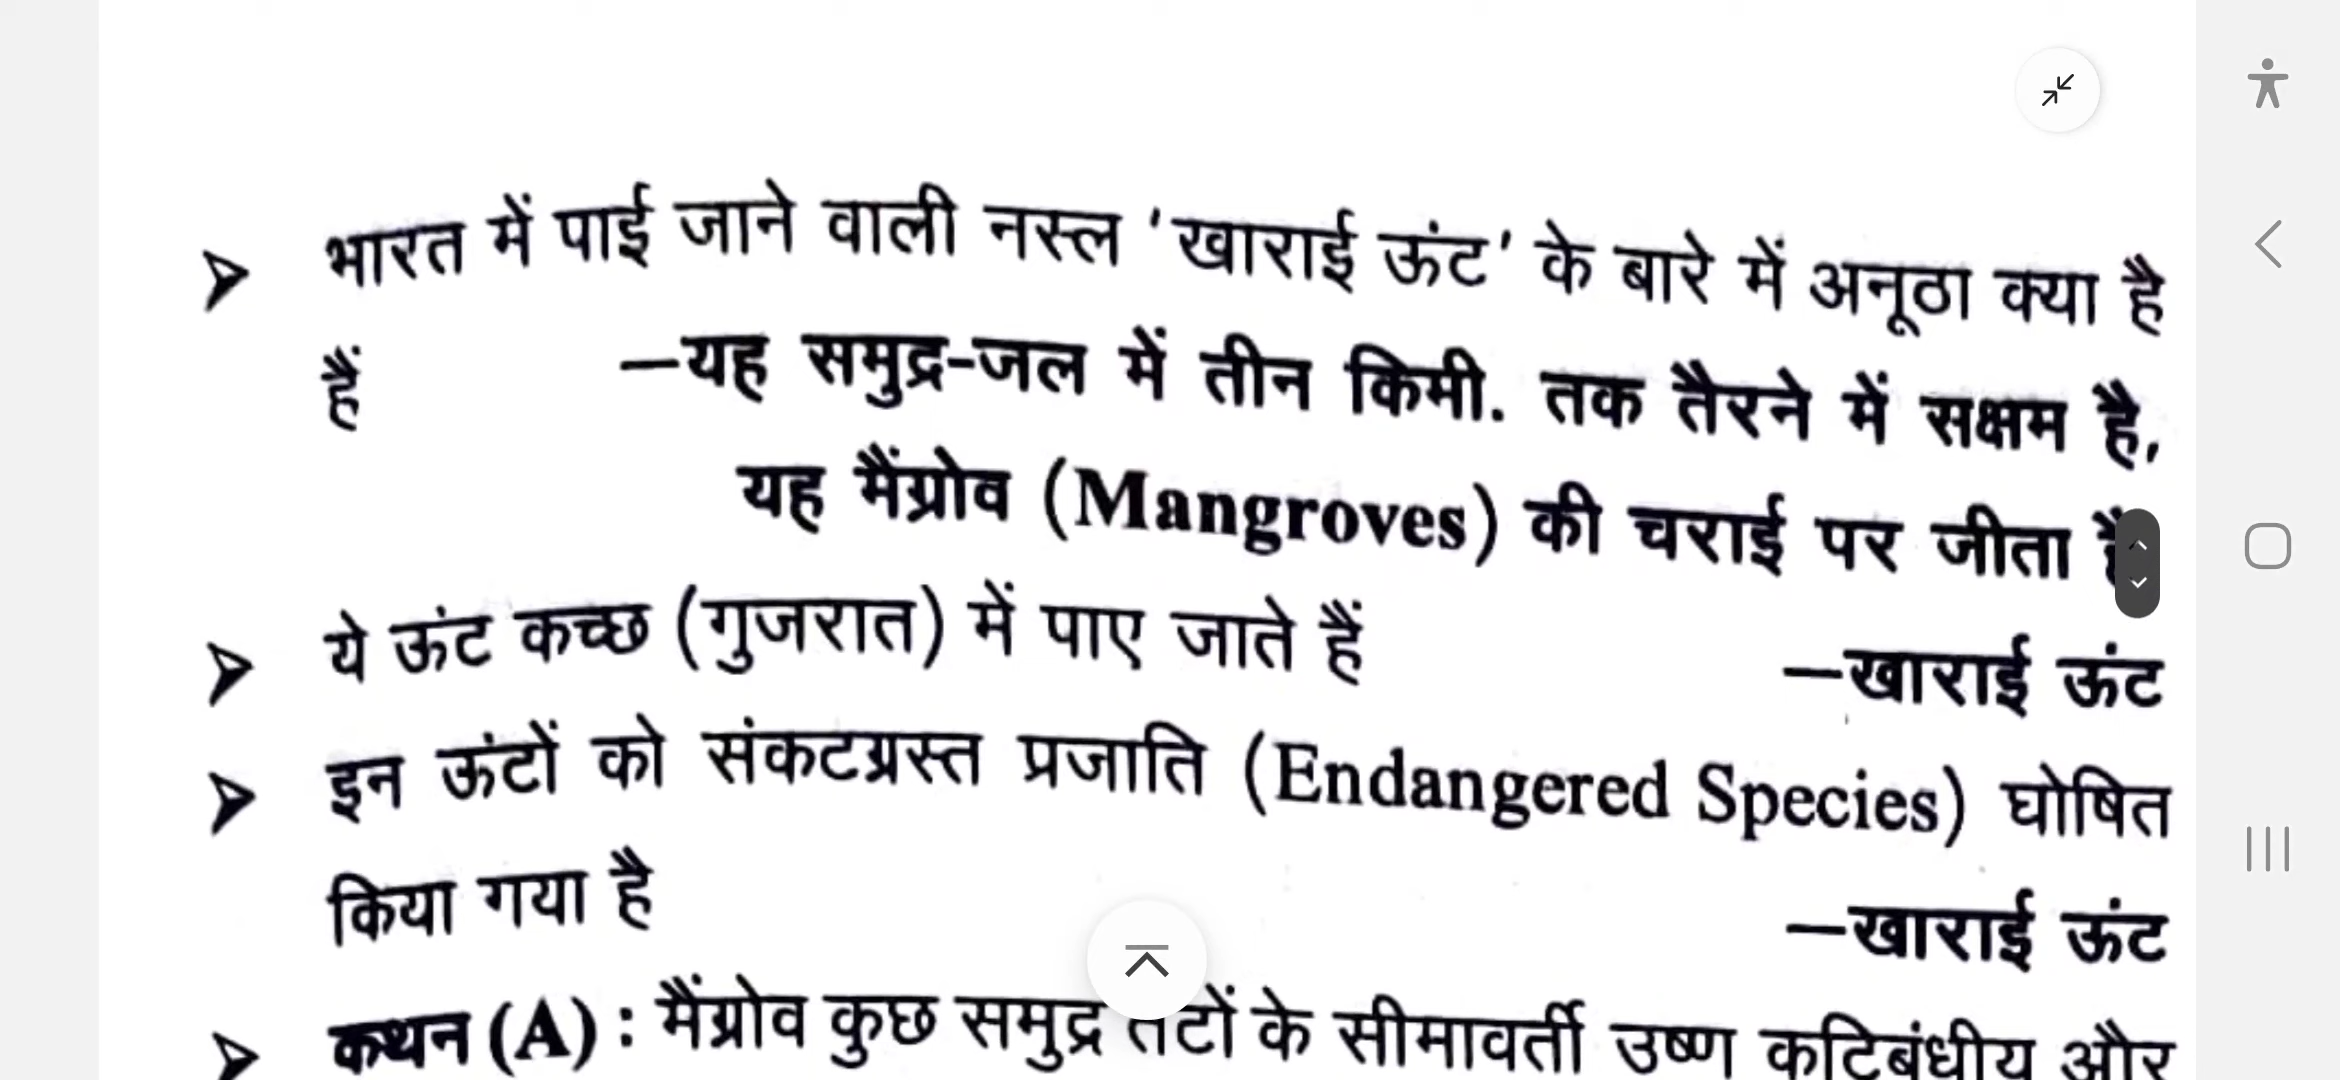 ➤ भारत में पाई जाने वाली नस्ल 'खाराई ऊंट' के बारे में अनूठा क्या है
हैं —यह समुद्र-जल में तीन किमी. तक तैरने में सक्षम है,
यह मैंग्रोव (Mangroves) की चराई पर जीता
➤ ये ऊंट कच्छ (गुजरात) में पाए जाते हैं —खाराई ऊंट
➤ इन ऊंटों को संकटग्रस्त प्रजाति (Endangered Species) घोषित
किया गया है —खाराई ऊंट
➤ कथन (A) : मैंग्रोव कुछ समुद्र तटों के सीमावर्ती उष्ण कटिबंधीय और